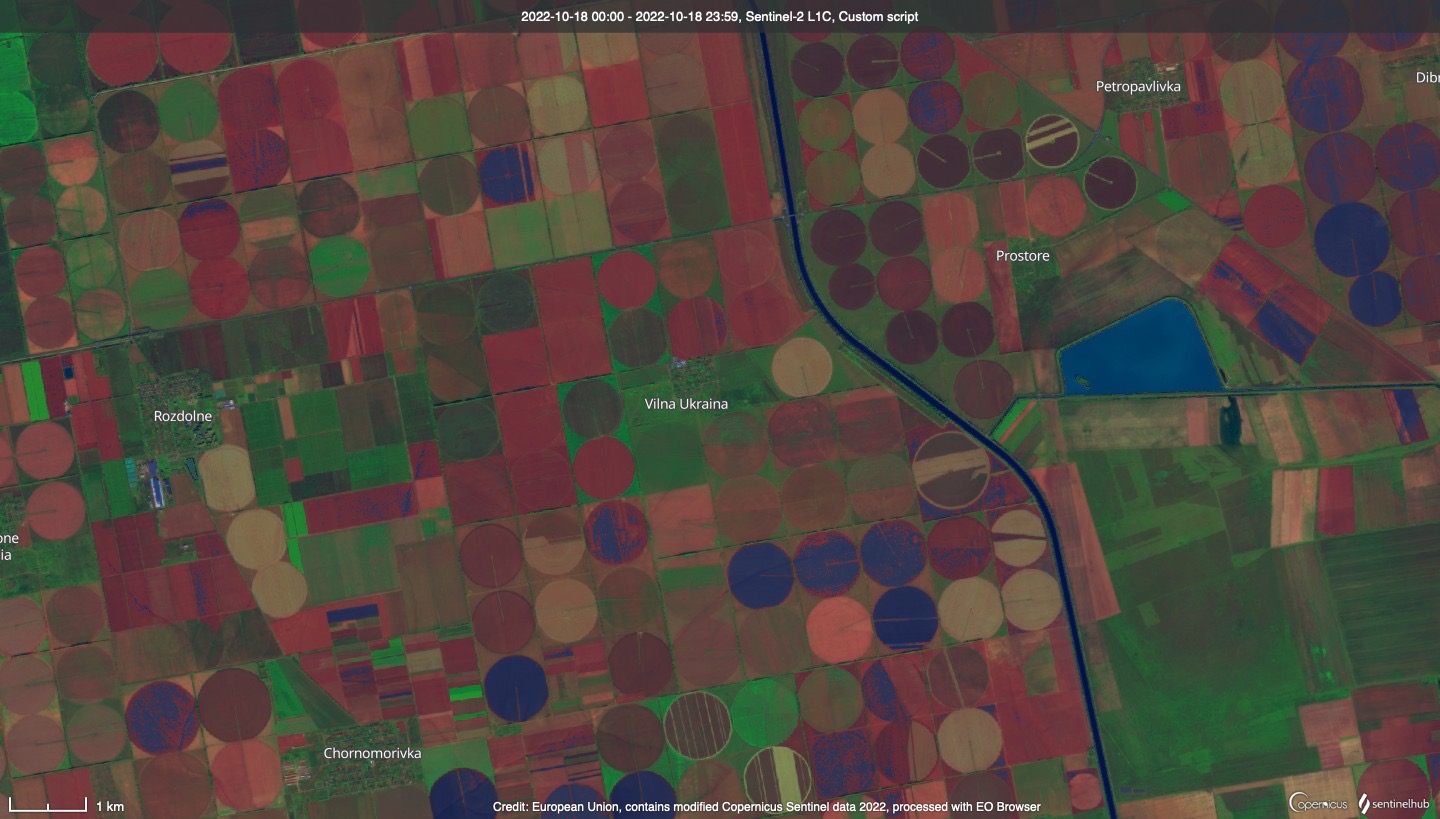 2022-10-18 00:00 - 2022-10-18 23:59, Sentinel-2 L1C, Custom script
Dibr
Petropavlivka
Prostore
Vilna Ukraina
Rozdolne
one
ia
Chornomorivka
1 km
Credit: European Union, contains modified Copernicus Sentinel data 2022, processed with EO Browser
Copernicus
sentinelhub